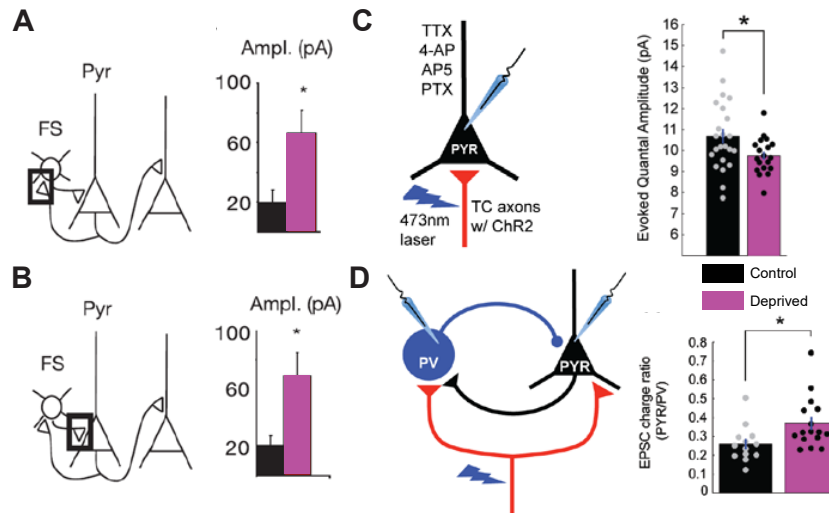 A
Pyr
FS
Ampl. (pA)
100
60
20
*
B
Pyr
FS
Ampl. (pA)
100
60
20
*
C
TTX
4-AP
AP5
PTX
PYR
473nm
laser
TC axons
w/ ChR2
Evoked Quantal Amplitude (pA)
16
15
14
13
12
11
10
9
8
7
6
*
Control
Deprived
D
PV
PYR
EPSC charge ratio
(PYR/PV)
0.8
0.7
0.6
0.5
0.4
0.3
0.2
0.1
0
*